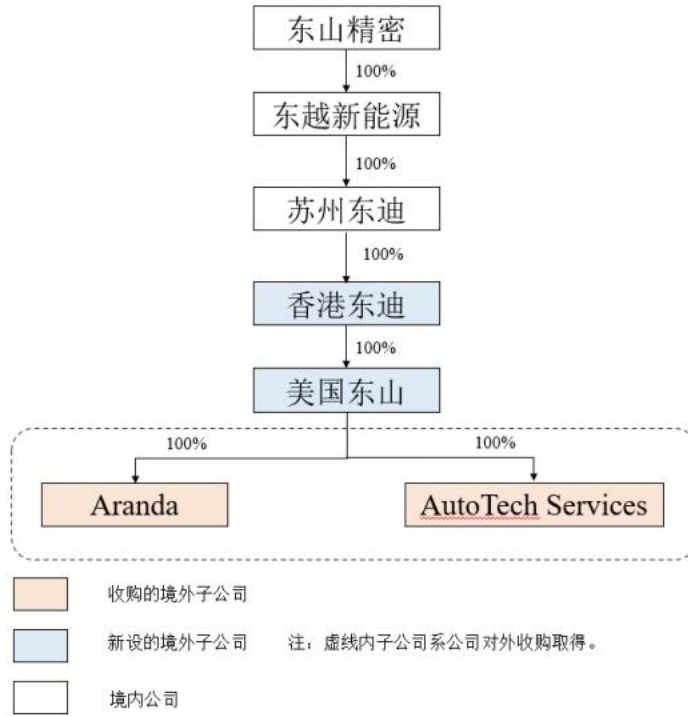 东山精密
100%
东越新能源
100%
苏州东迪
100%
香港东迪
100%
美国东山
100% 100%
Aranda AutoTech Services
收购的境外子公司
新设的境外子公司 注：虚线内子公司系公司对外收购取得。
境内公司